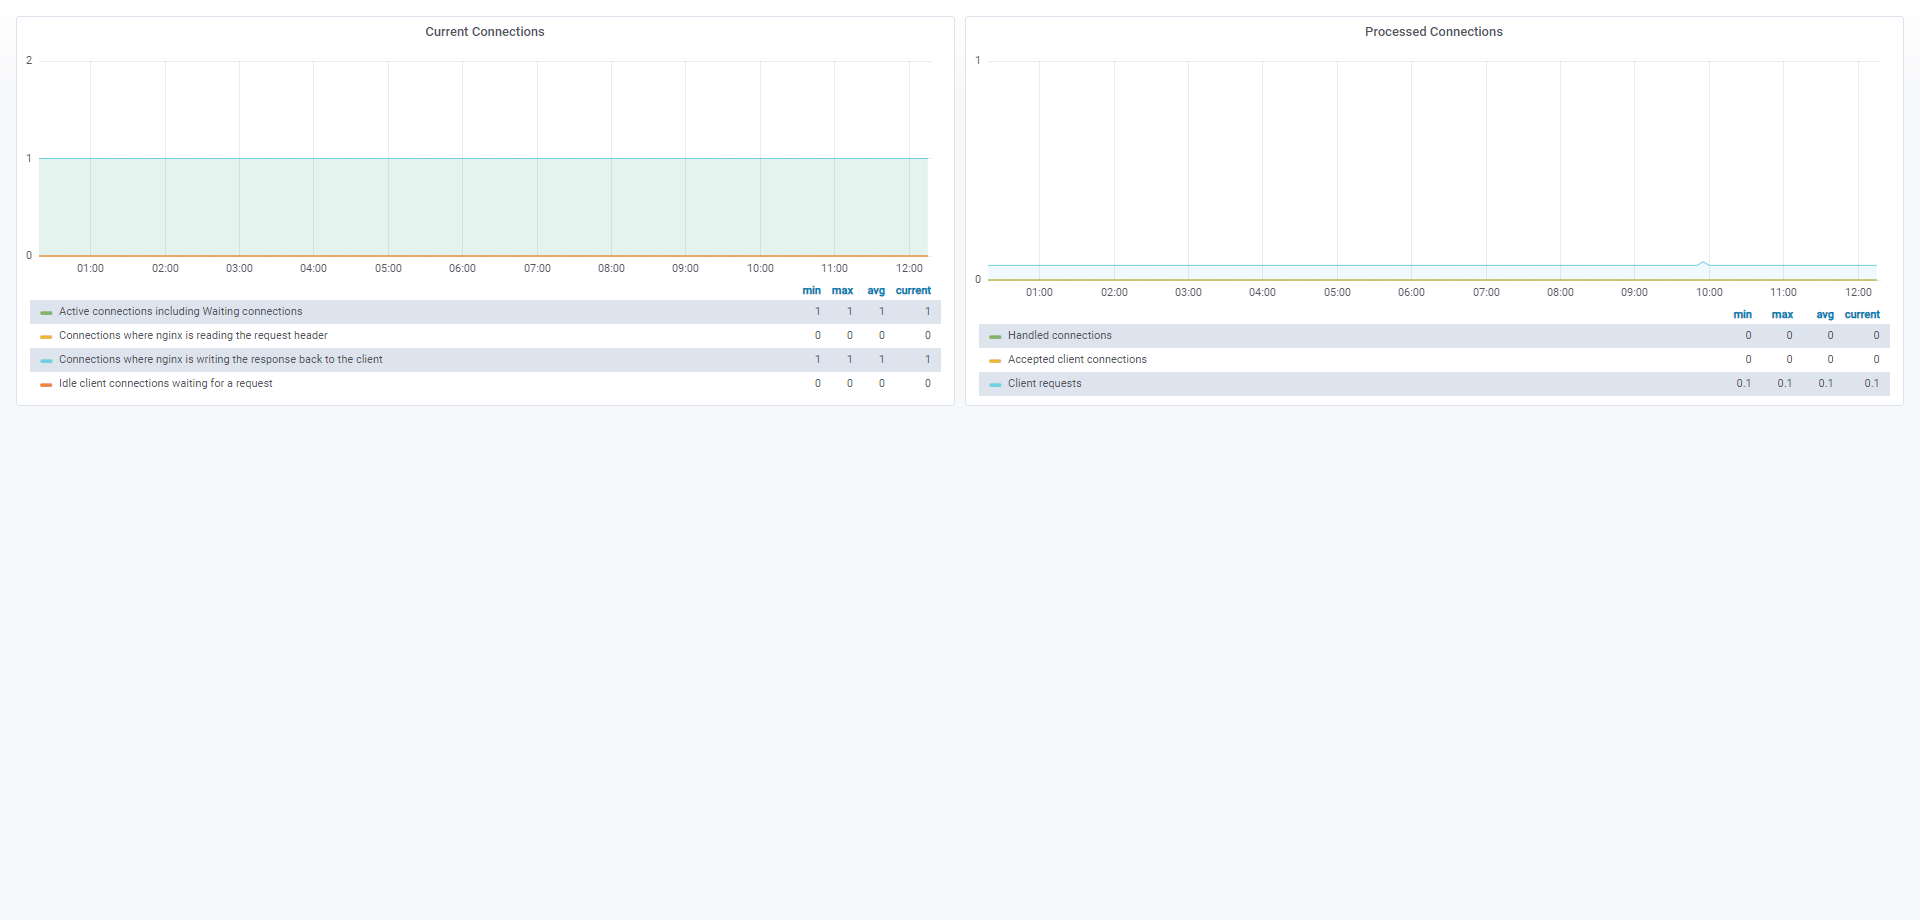 Current Connections
2
1
0
01:00 02:00 03:00 04:00 05:00 06:00 07:00 08:00 09:00 10:00 11:00 12:00
min max avg current
Active connections including Waiting connections 1 1 1 1
Connections where nginx is reading the request header 0 0 0 0
Connections where nginx is writing the response back to the client 1 1 1 1
Idle client connections waiting for a request 0 0 0 0
Processed Connections
1
0
01:00 02:00 03:00 04:00 05:00 06:00 07:00 08:00 09:00 10:00 11:00 12:00
min max avg current
Handled connections 0 0 0 0
Accepted client connections 0 0 0 0
Client requests 0.1 0.1 0.1 0.1